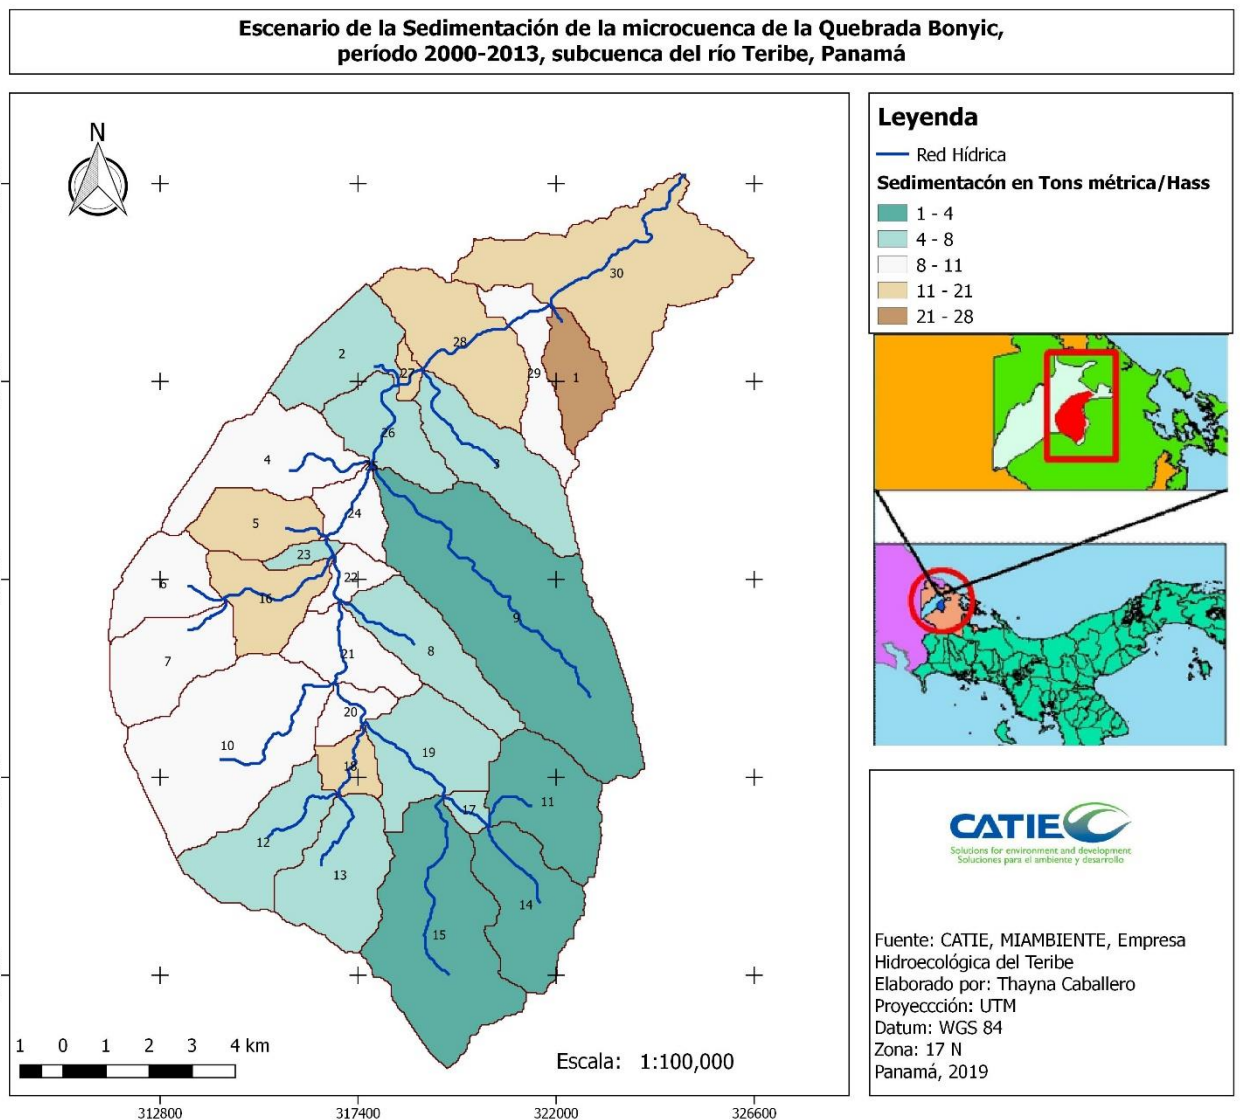 Escenario de la Sedimentación de la microcuenca de la Quebrada Bonyic,
período 2000-2013, subcuenca del río Teribe, Panamá
N
30
28
2
27
29
1
26
3
4
25
5
24
23
22
6
16
9
8
7
21
20
10
19
18
17
11
12
13
14
15
1 0 1 2 3 4 km
Escala: 1:100,000
312800 317400 322000 326600
Leyenda
Red Hídrica
Sedimentacón en Tons métrica/Hass
1 - 4
4 - 8
8 - 11
11 - 21
21 - 28
CATIE
Solutions for environment and development
Soluciones para el ambiente y desarrollo
Fuente: CATIE, MIAMBIENTE, Empresa
Hidroecológica del Teribe
Elaborado por: Thayna Caballero
Proyeccción: UTM
Datum: WGS 84
Zona: 17 N
Panamá, 2019